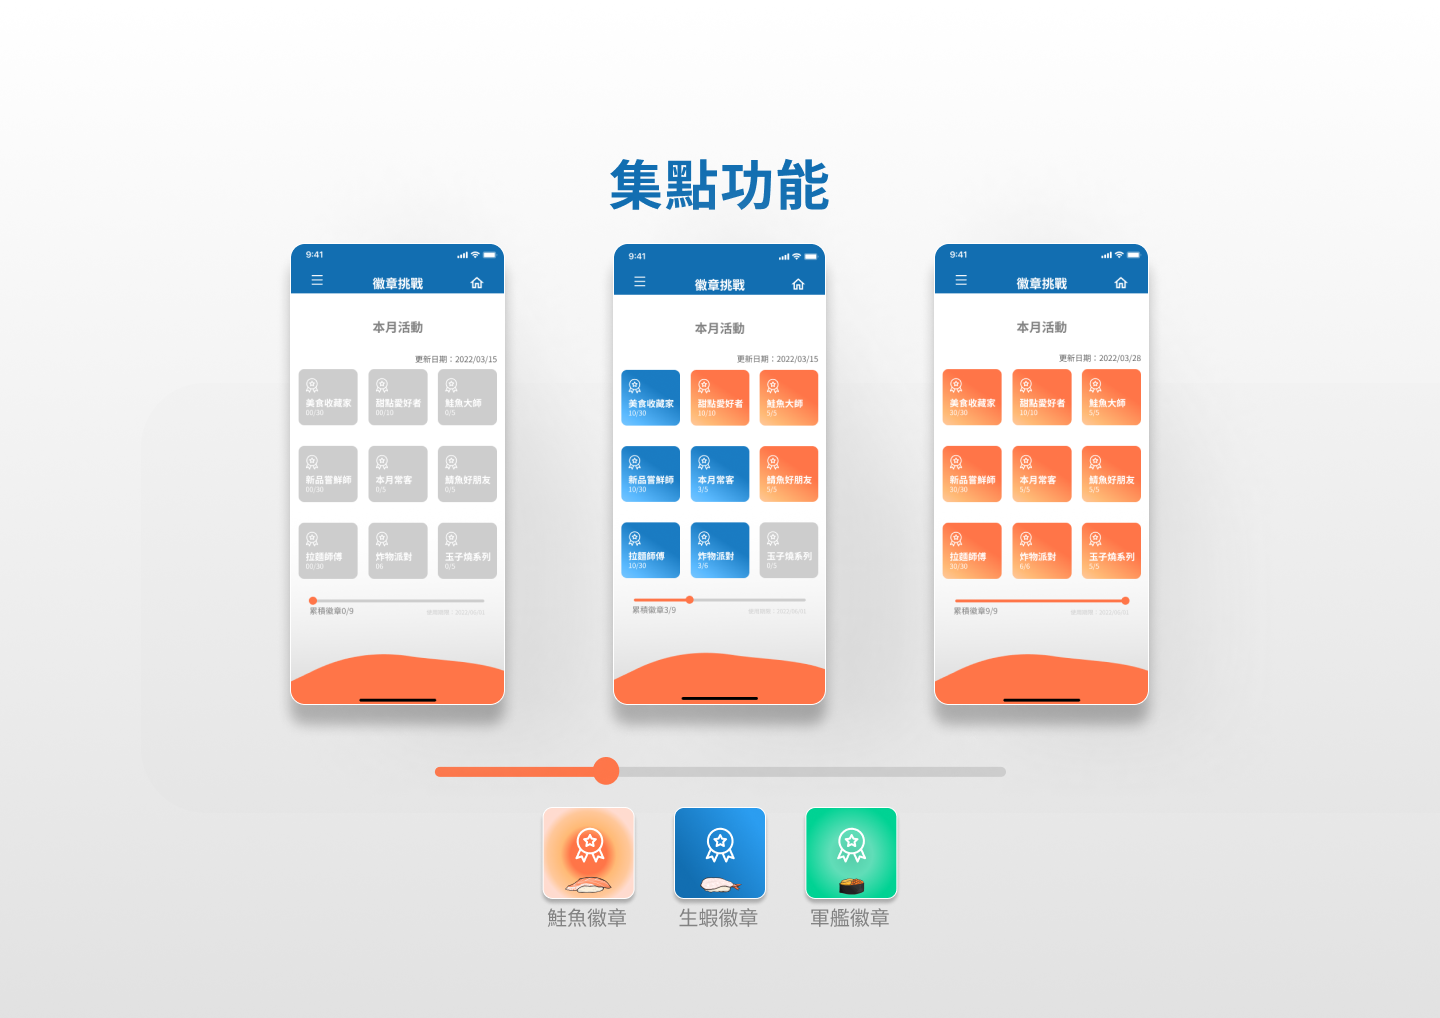 集點功能
9:41
徽章挑戰
本月活動
更新日期：2022/03/15
美食收藏家 甜點愛好者 鮭魚大師
00/30 00/10 0/5
新品嘗鮮師 本月常客 鯖魚好朋友
00/30 0/5 0/5
拉麵師傅 炸物派對 玉子燒系列
00/30 06 0/5
累積徽章0/9
9:41
徽章挑戰
本月活動
更新日期：2022/03/15
美食收藏家 甜點愛好者 鮭魚大師
10/30 10/10 5/5
新品嘗鮮師 本月常客 鯖魚好朋友
10/30 3/5 5/5
拉麵師傅 炸物派對 玉子燒系列
10/30 3/6 0/5
累積徽章3/9
9:41
徽章挑戰
本月活動
更新日期：2022/03/28
美食收藏家 甜點愛好者 鮭魚大師
30/30 10/10 5/5
新品嘗鮮師 本月常客 鯖魚好朋友
30/30 5/5 5/5
拉麵師傅 炸物派對 玉子燒系列
30/30 6/6 5/5
累積徽章9/9
鮭魚徽章 生蝦徽章 軍艦徽章